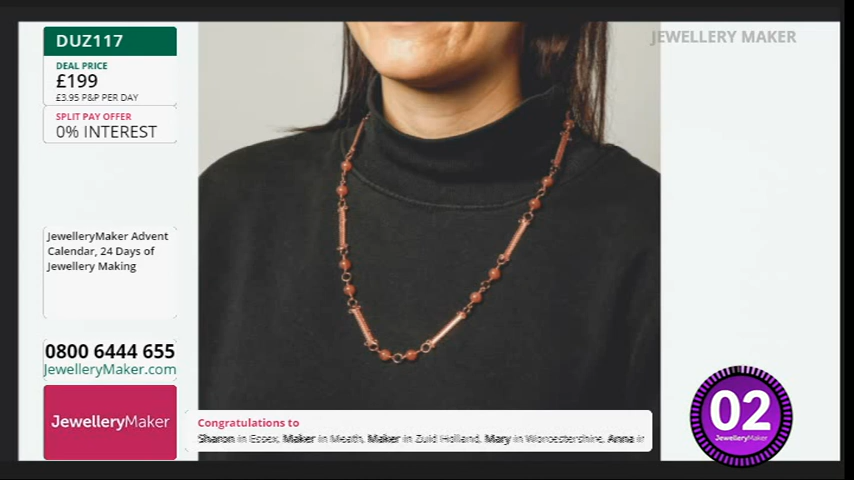 DUZ117
DEAL PRICE
£199
£3.95 P&P PER DAY
SPLIT PAY OFFER
0% INTEREST
JewelleryMaker Advent
Calendar, 24 Days of
Jewellery Making
0800 6444 655
JewelleryMaker.com
JewelleryMaker
JEWELLERY MAKER
Congratulations to
Sharon in Essex, Maker in Meath, Maker in Zuid Holland, Mary in Worcestershire, Anna in
02
JewelleryMaker